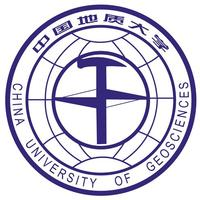 中国地质大学
CHINA UNIVERSITY OF GEOSCIENCES